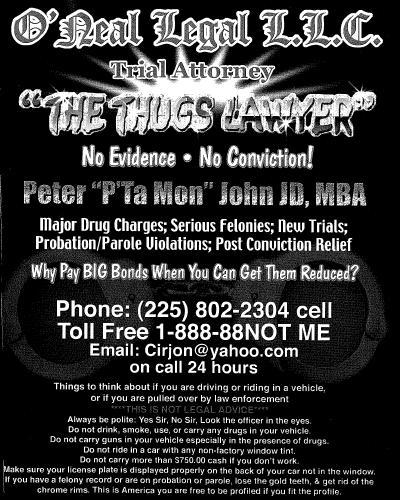 O'Neal Legal L.L.C.
Trial Attorney
"THE THUGS LAWYER"
No Evidence • No Conviction!
Peter "P'Ta Mon" John JD, MBA
Major Drug Charges; Serious Felonies; New Trials;
Probation/Parole Violations; Post Conviction Relief
Why Pay BIG Bonds When You Can Get Them Reduced?
Phone: (225) 802-2304 cell
Toll Free 1-888-88NOT ME
Email: Cirjon@yahoo.com
on call 24 hours
Things to think about if you are driving or riding in a vehicle,
or if you are pulled over by law enforcement
****THIS IS NOT LEGAL ADVICE****
Always be polite: Yes Sir, No Sir, Look the officer in the eyes.
Do not drink, smoke, use, or carry any drugs in your vehicle.
Do not carry guns in your vehicle especially in the presence of drugs.
Do not ride in a car with any non-factory window tint.
Do not carry more than $750.00 cash if you don't work.
Make sure your license plate is displayed properly on the back of your car not in the window.
If you have a felony record or are on probation or parole, lose the gold teeth, & get rid of the
chrome rims. This is America you are free to be profiled if you fit the profile.